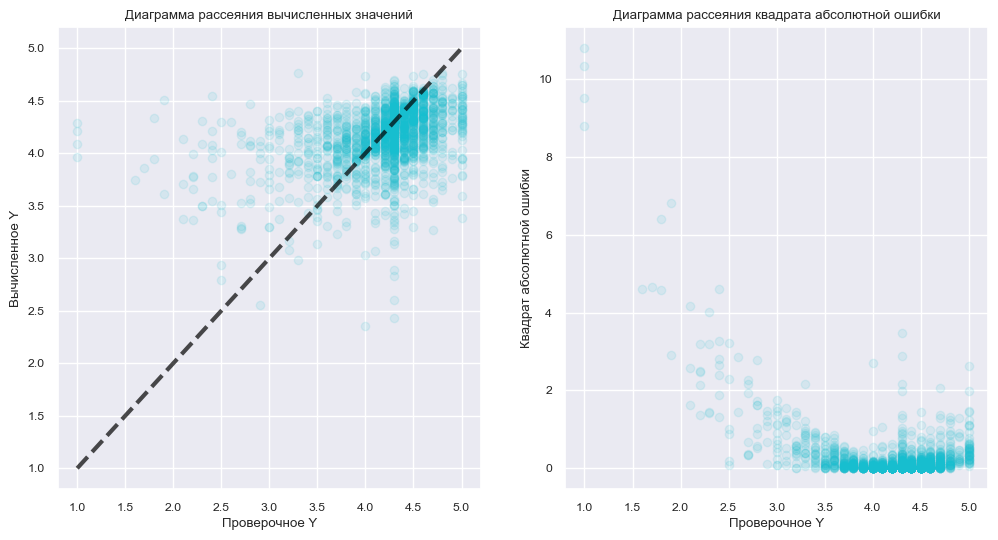 Диаграмма рассеяния вычисленных значений
5.0
4.5
4.0
3.5
3.0
2.5
2.0
1.5
1.0
Вычисленное Y
1.0 1.5 2.0 2.5 3.0 3.5 4.0 4.5 5.0
Проверочное Y
Диаграмма рассеяния квадрата абсолютной ошибки
10
8
6
4
2
0
Квадрат абсолютной ошибки
1.0 1.5 2.0 2.5 3.0 3.5 4.0 4.5 5.0
Проверочное Y